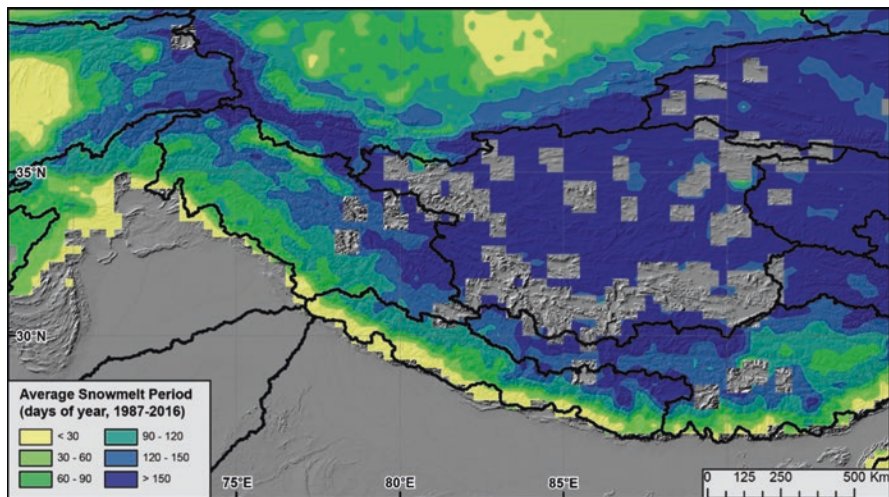 35°N
30°N
Average Snowmelt Period
(days of year, 1987-2016)
< 30
90 - 120
30 - 60
120 - 150
60 - 90
> 150
75°E
80°E
85°E
0 125 250 500 Km